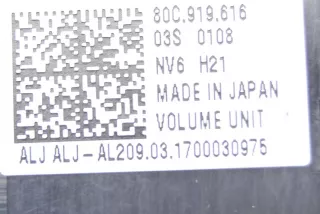 80C.919.616
03S 0108
NV6 H21
MADE IN JAPAN
VOLUME UNIT
ALJ ALJ-AL209.03.1700030975